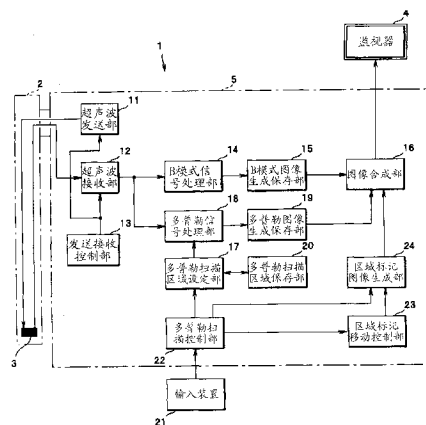 4
监视器
1
2
5
11
超声波
发送部
12
超声波
接收部
14
B模式信
号处理部
15
B模式图像
生成保存部
16
图像合成部
18
多普勒信
号处理部
19
多普勒图像
生成保存部
13
发送接收
控制部
17
多普勒扫描
区域设定部
20
多普勒扫描
区域保存部
24
区域标记
图像生成部
22
多普勒扫
描控制部
23
区域标记
移动控制部
3
输入装置
21